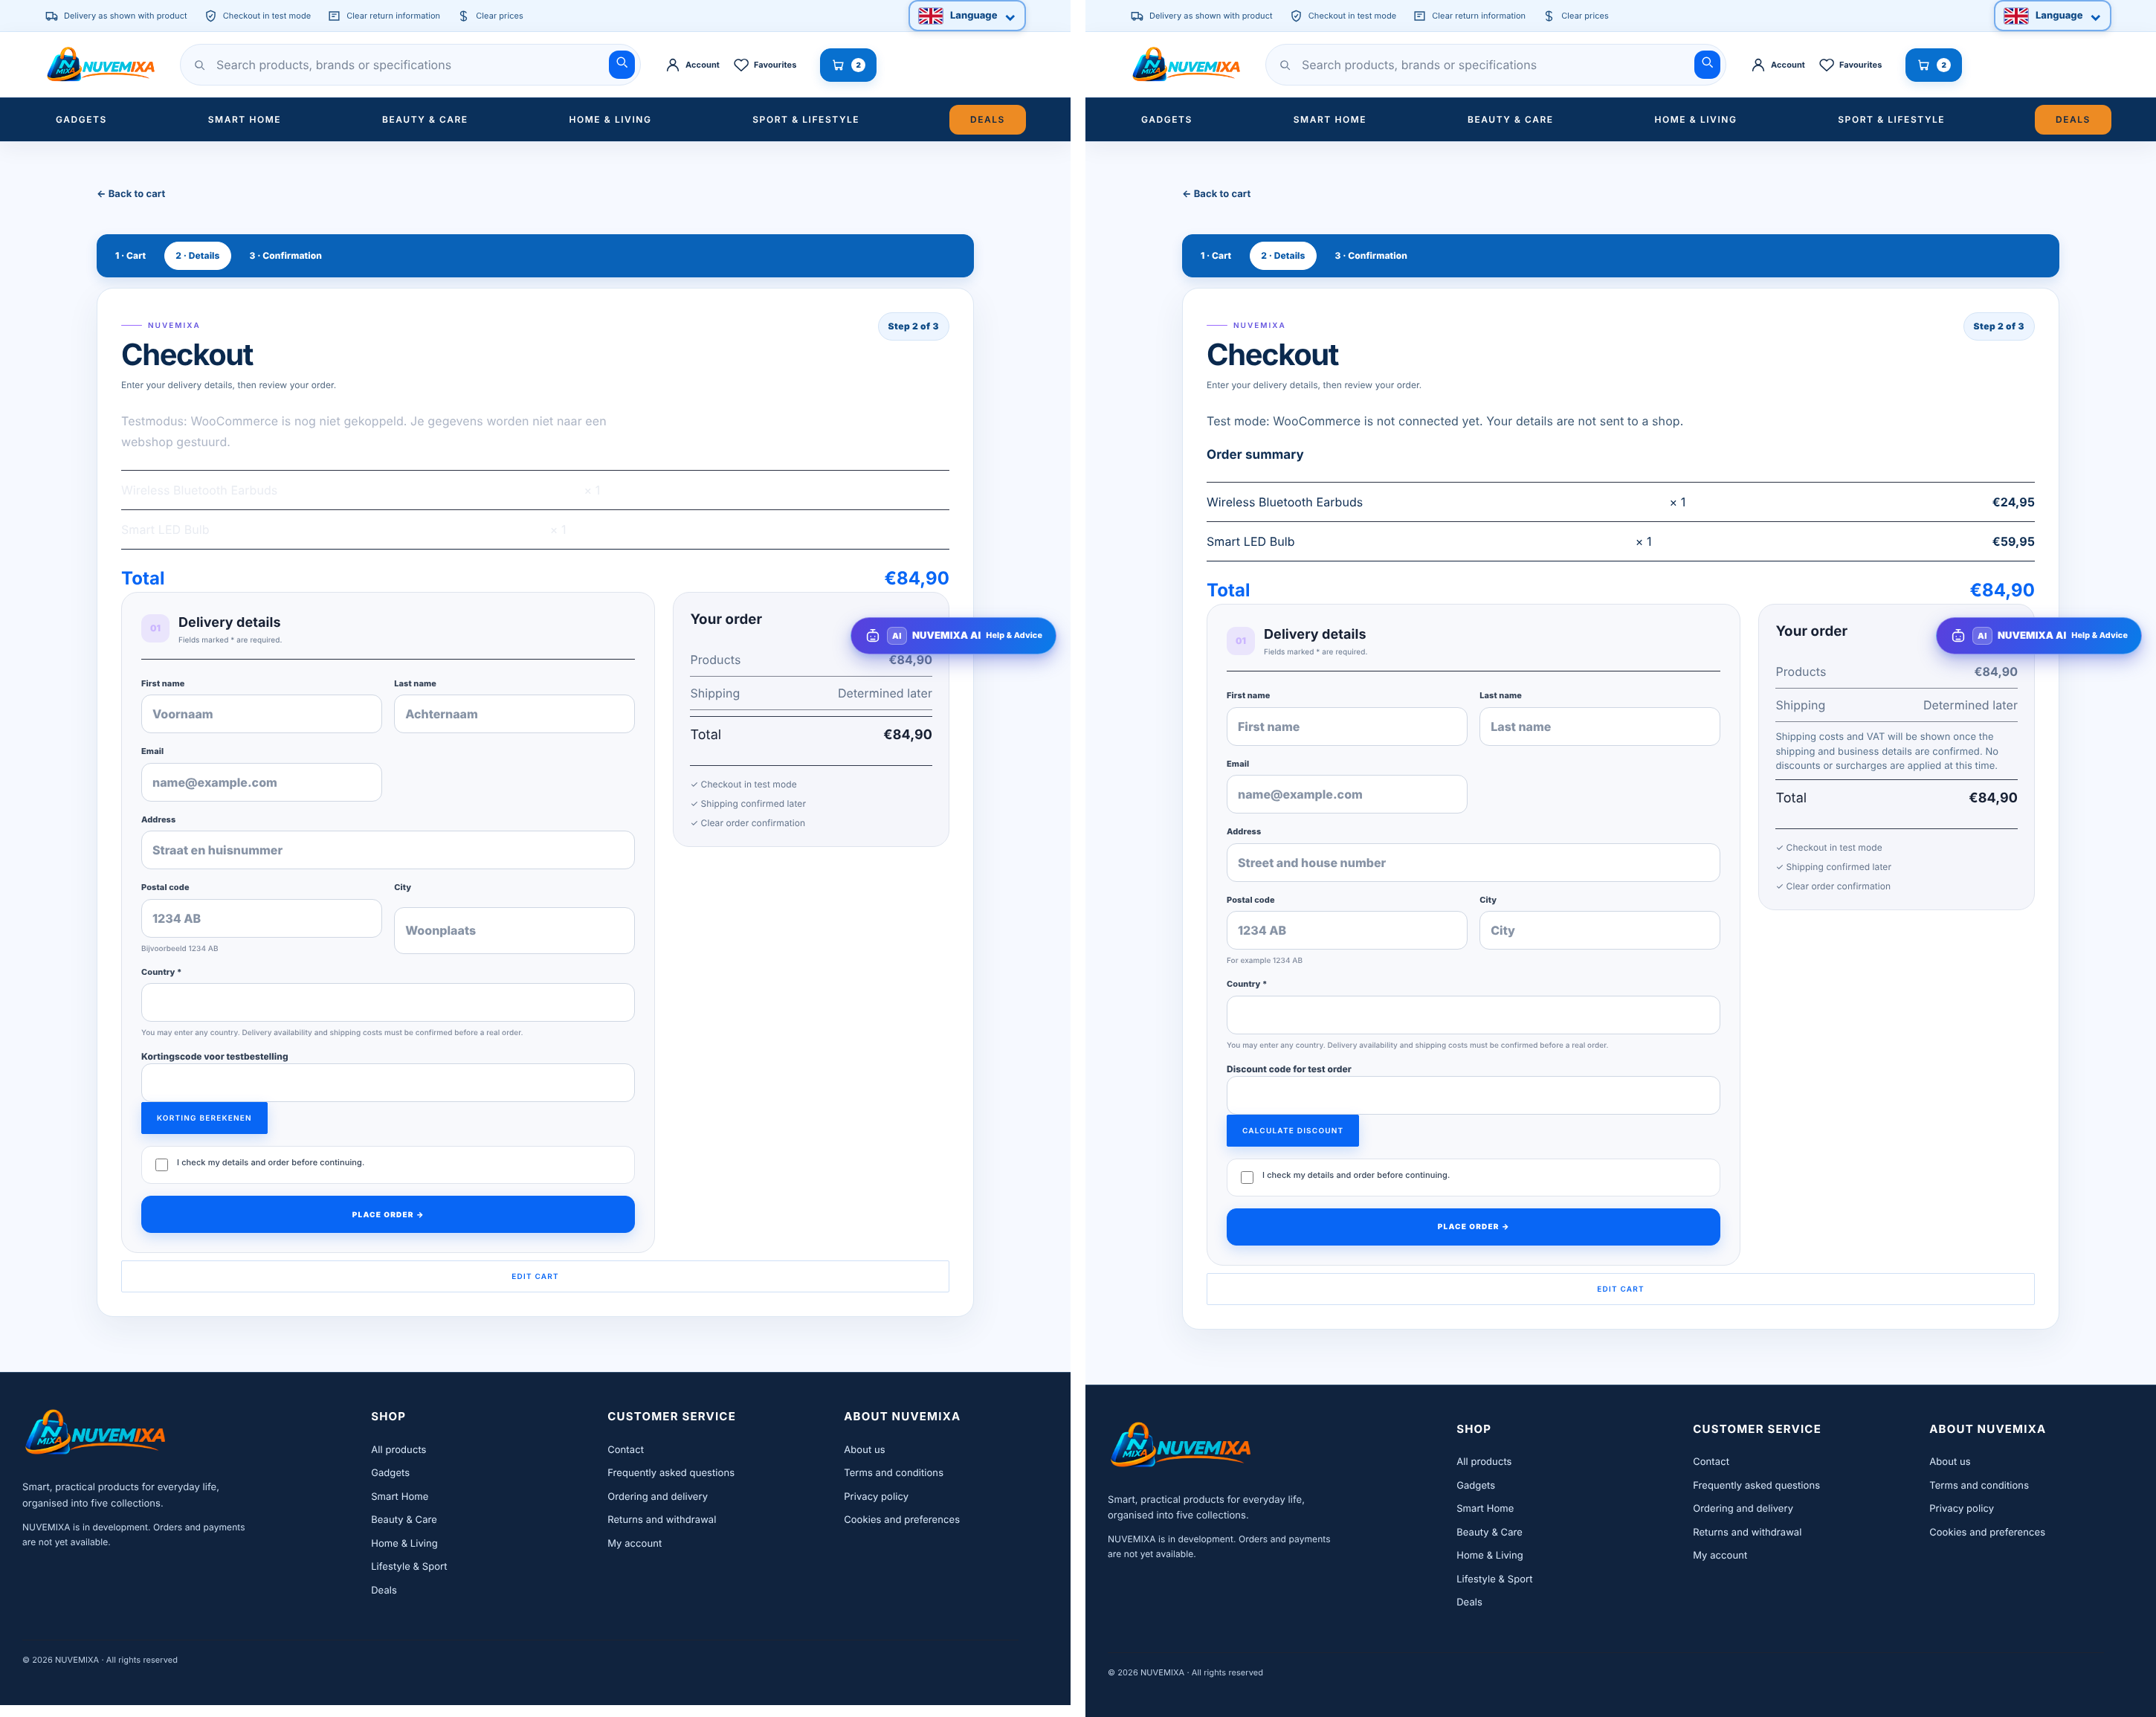 Delivery as shown with product
Checkout in test mode
Clear return information
Clear prices
Language
MIXA NUVEMIXA
Search products, brands or specifications
Account
Favourites
2
GADGETS
SMART HOME
BEAUTY & CARE
HOME & LIVING
SPORT & LIFESTYLE
DEALS
← Back to cart
1 · Cart
2 · Details
3 · Confirmation
NUVEMIXA
Step 2 of 3
Checkout
Enter your delivery details, then review your order.
Testmodus: WooCommerce is nog niet gekoppeld. Je gegevens worden niet naar een
webshop gestuurd.
Wireless Bluetooth Earbuds × 1
Smart LED Bulb × 1
Total €84,90
01
Delivery details
Fields marked * are required.
First name
Last name
Voornaam
Achternaam
Email
name@example.com
Address
Straat en huisnummer
Postal code
City
1234 AB
Woonplaats
Bijvoorbeeld 1234 AB
Country *
You may enter any country. Delivery availability and shipping costs must be confirmed before a real order.
Kortingscode voor testbestelling
KORTING BEREKENEN
I check my details and order before continuing.
PLACE ORDER →
Your order
AI NUVEMIXA AI Help & Advice
Products €84,90
Shipping Determined later
Total €84,90
✓ Checkout in test mode
✓ Shipping confirmed later
✓ Clear order confirmation
EDIT CART
MIXA NUVEMIXA
Smart, practical products for everyday life,
organised into five collections.
NUVEMIXA is in development. Orders and payments
are not yet available.
SHOP
All products
Gadgets
Smart Home
Beauty & Care
Home & Living
Lifestyle & Sport
Deals
CUSTOMER SERVICE
Contact
Frequently asked questions
Ordering and delivery
Returns and withdrawal
My account
ABOUT NUVEMIXA
About us
Terms and conditions
Privacy policy
Cookies and preferences
© 2026 NUVEMIXA · All rights reserved
Delivery as shown with product
Checkout in test mode
Clear return information
Clear prices
Language
MIXA NUVEMIXA
Search products, brands or specifications
Account
Favourites
2
GADGETS
SMART HOME
BEAUTY & CARE
HOME & LIVING
SPORT & LIFESTYLE
DEALS
← Back to cart
1 · Cart
2 · Details
3 · Confirmation
NUVEMIXA
Step 2 of 3
Checkout
Enter your delivery details, then review your order.
Test mode: WooCommerce is not connected yet. Your details are not sent to a shop.
Order summary
Wireless Bluetooth Earbuds × 1 €24,95
Smart LED Bulb × 1 €59,95
Total €84,90
01
Delivery details
Fields marked * are required.
First name
Last name
First name
Last name
Email
name@example.com
Address
Street and house number
Postal code
City
1234 AB
City
For example 1234 AB
Country *
You may enter any country. Delivery availability and shipping costs must be confirmed before a real order.
Discount code for test order
CALCULATE DISCOUNT
I check my details and order before continuing.
PLACE ORDER →
Your order
AI NUVEMIXA AI Help & Advice
Products €84,90
Shipping Determined later
Shipping costs and VAT will be shown once the
shipping and business details are confirmed. No
discounts or surcharges are applied at this time.
Total €84,90
✓ Checkout in test mode
✓ Shipping confirmed later
✓ Clear order confirmation
EDIT CART
MIXA NUVEMIXA
Smart, practical products for everyday life,
organised into five collections.
NUVEMIXA is in development. Orders and payments
are not yet available.
SHOP
All products
Gadgets
Smart Home
Beauty & Care
Home & Living
Lifestyle & Sport
Deals
CUSTOMER SERVICE
Contact
Frequently asked questions
Ordering and delivery
Returns and withdrawal
My account
ABOUT NUVEMIXA
About us
Terms and conditions
Privacy policy
Cookies and preferences
© 2026 NUVEMIXA · All rights reserved